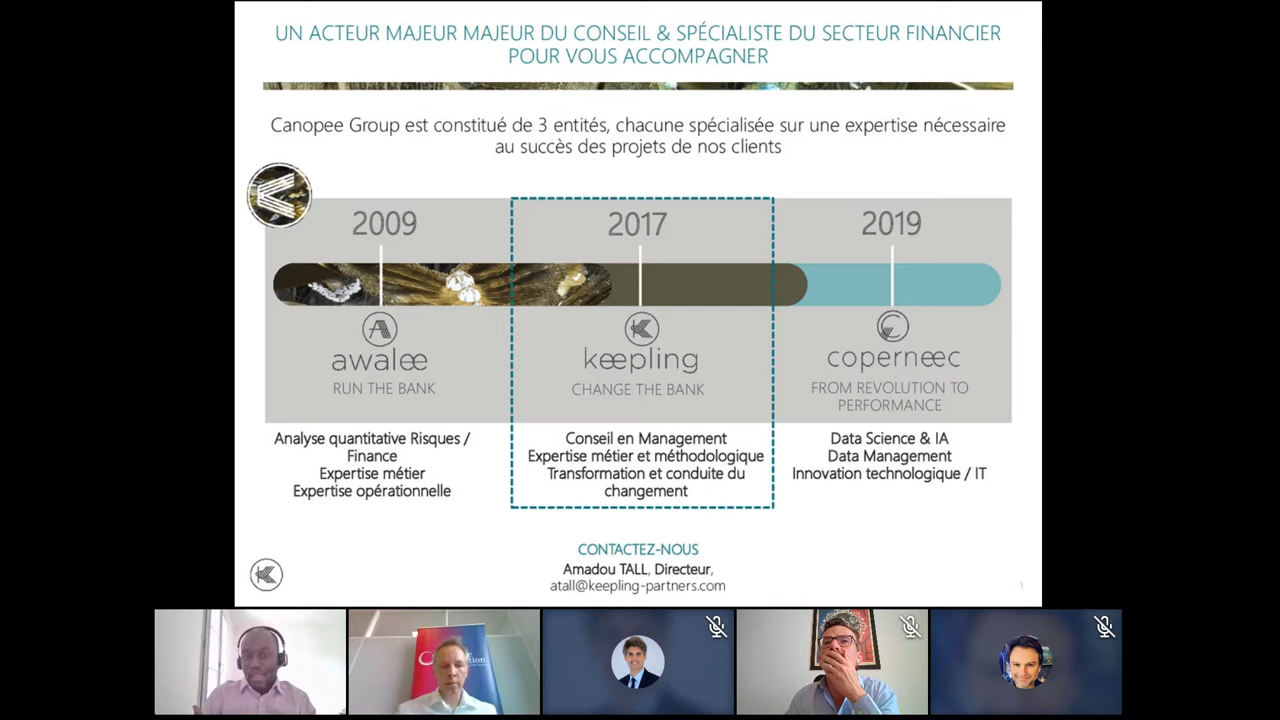 UN ACTEUR MAJEUR MAJEUR DU CONSEIL & SPÉCIALISTE DU SECTEUR FINANCIER
POUR VOUS ACCOMPAGNER
Canopee Group est constitué de 3 entités, chacune spécialisée sur une expertise nécessaire
au succès des projets de nos clients
2009
2017
2019
awalee
RUN THE BANK
keepling
CHANGE THE BANK
coperneec
FROM REVOLUTION TO
PERFORMANCE
Analyse quantitative Risques /
Finance
Expertise métier
Expertise opérationnelle
Conseil en Management
Expertise métier et méthodologique
Transformation et conduite du
changement
Data Science & IA
Data Management
Innovation technologique / IT
CONTACTEZ-NOUS
Amadou TALL, Directeur,
atall@keepling-partners.com
1